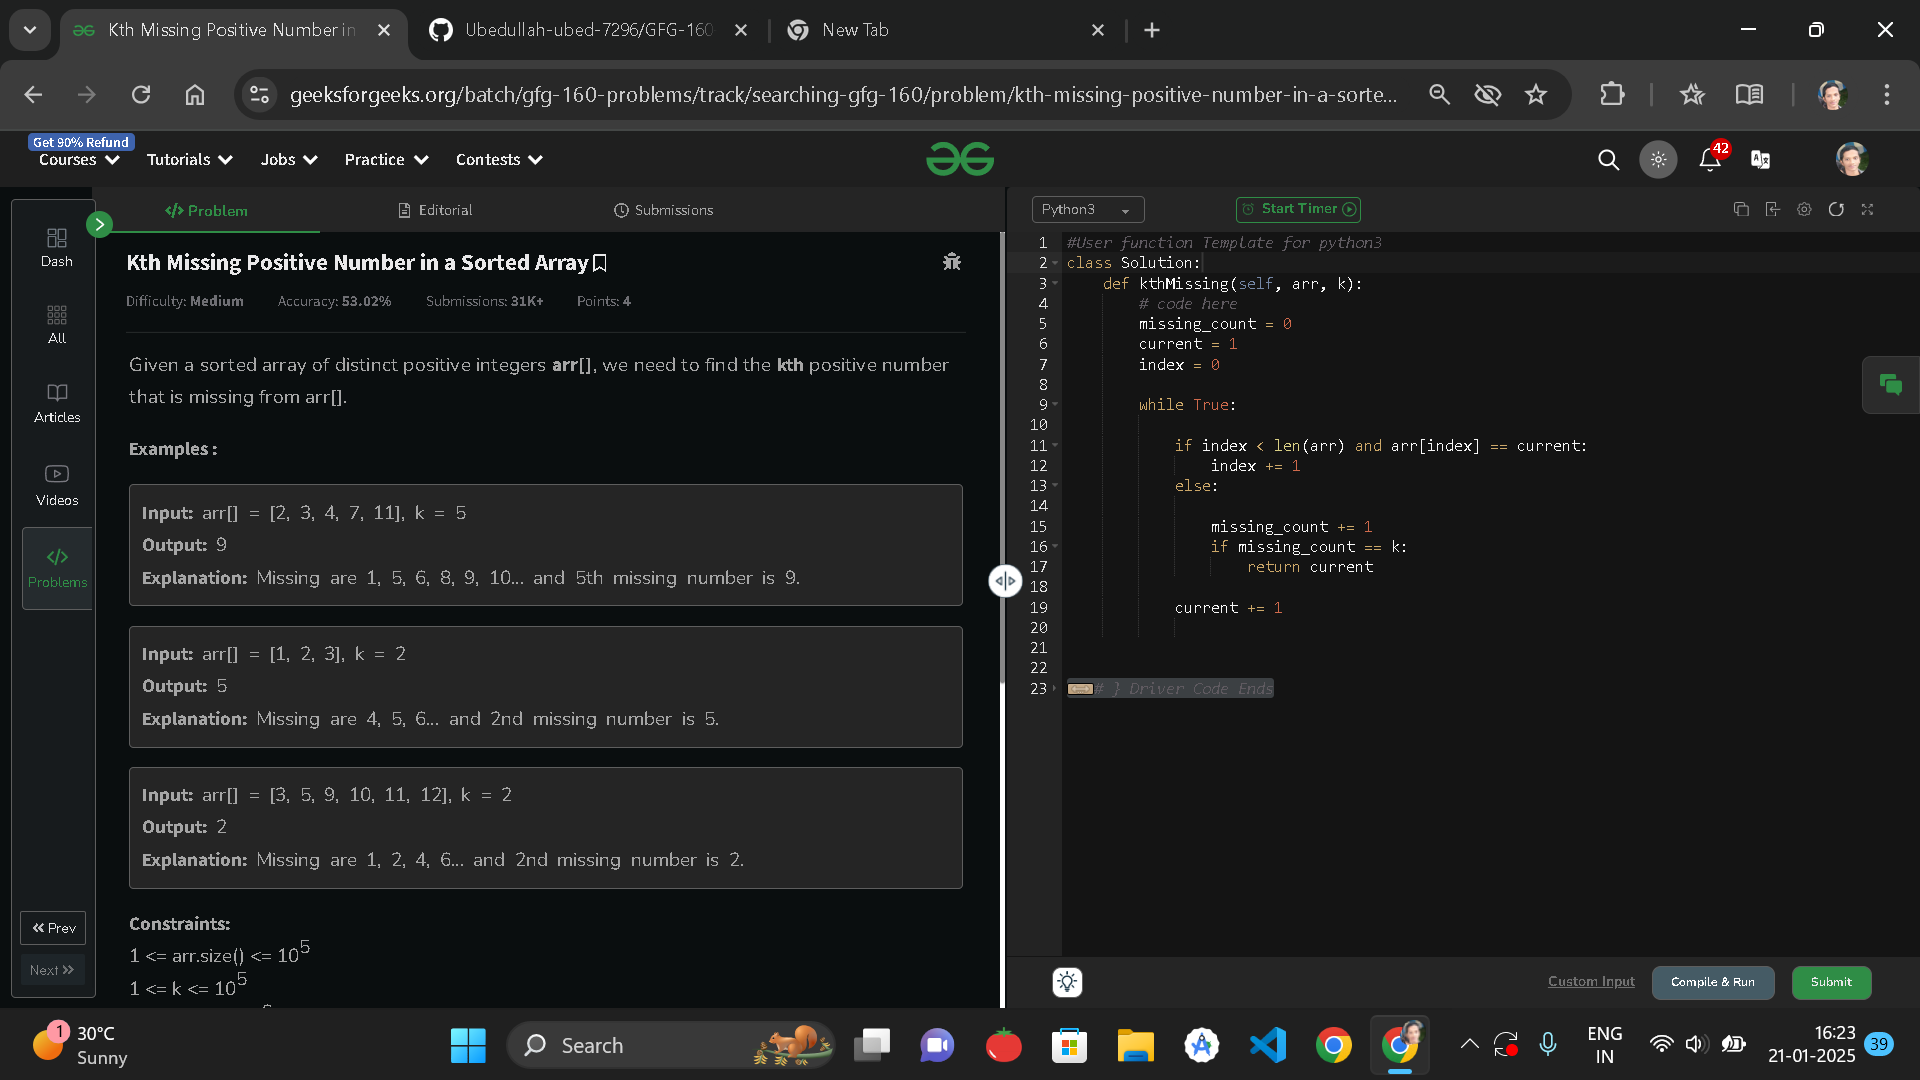 Kth Missing Positive Number in
Ubedullah-ubed-7296/GFG-160
New Tab
geeksforgeeks.org/batch/gfg-160-problems/track/searching-gfg-160/problem/kth-missing-positive-number-in-a-sorte...
Get 90% Refund
Courses
Tutorials
Jobs
Practice
Contests
42
Dash
All
Articles
Videos
Problems
Prev
Next
Problem
Editorial
Submissions
Kth Missing Positive Number in a Sorted Array
Difficulty: Medium Accuracy: 53.02% Submissions: 31K+ Points: 4
Given a sorted array of distinct positive integers arr[], we need to find the kth positive number
that is missing from arr[].
Examples :
Input: arr[] = [2, 3, 4, 7, 11], k = 5
Output: 9
Explanation: Missing are 1, 5, 6, 8, 9, 10… and 5th missing number is 9.
Input: arr[] = [1, 2, 3], k = 2
Output: 5
Explanation: Missing are 4, 5, 6… and 2nd missing number is 5.
Input: arr[] = [3, 5, 9, 10, 11, 12], k = 2
Output: 2
Explanation: Missing are 1, 2, 4, 6… and 2nd missing number is 2.
Constraints:
1 <= arr.size() <= 10^5
1 <= k <= 10^5
Python3
Start Timer
1 #User function Template for python3
2 class Solution:
3     def kthMissing(self, arr, k):
4         # code here
5         missing_count = 0
6         current = 1
7         index = 0
8
9         while True:
10
11             if index < len(arr) and arr[index] == current:
12                 index += 1
13             else:
14
15                 missing_count += 1
16                 if missing_count == k:
17                     return current
18
19             current += 1
20
21
22
23 # } Driver Code Ends
Custom Input
Compile & Run
Submit
1
30°C
Sunny
Search
ENG
IN
16:23
21-01-2025
39